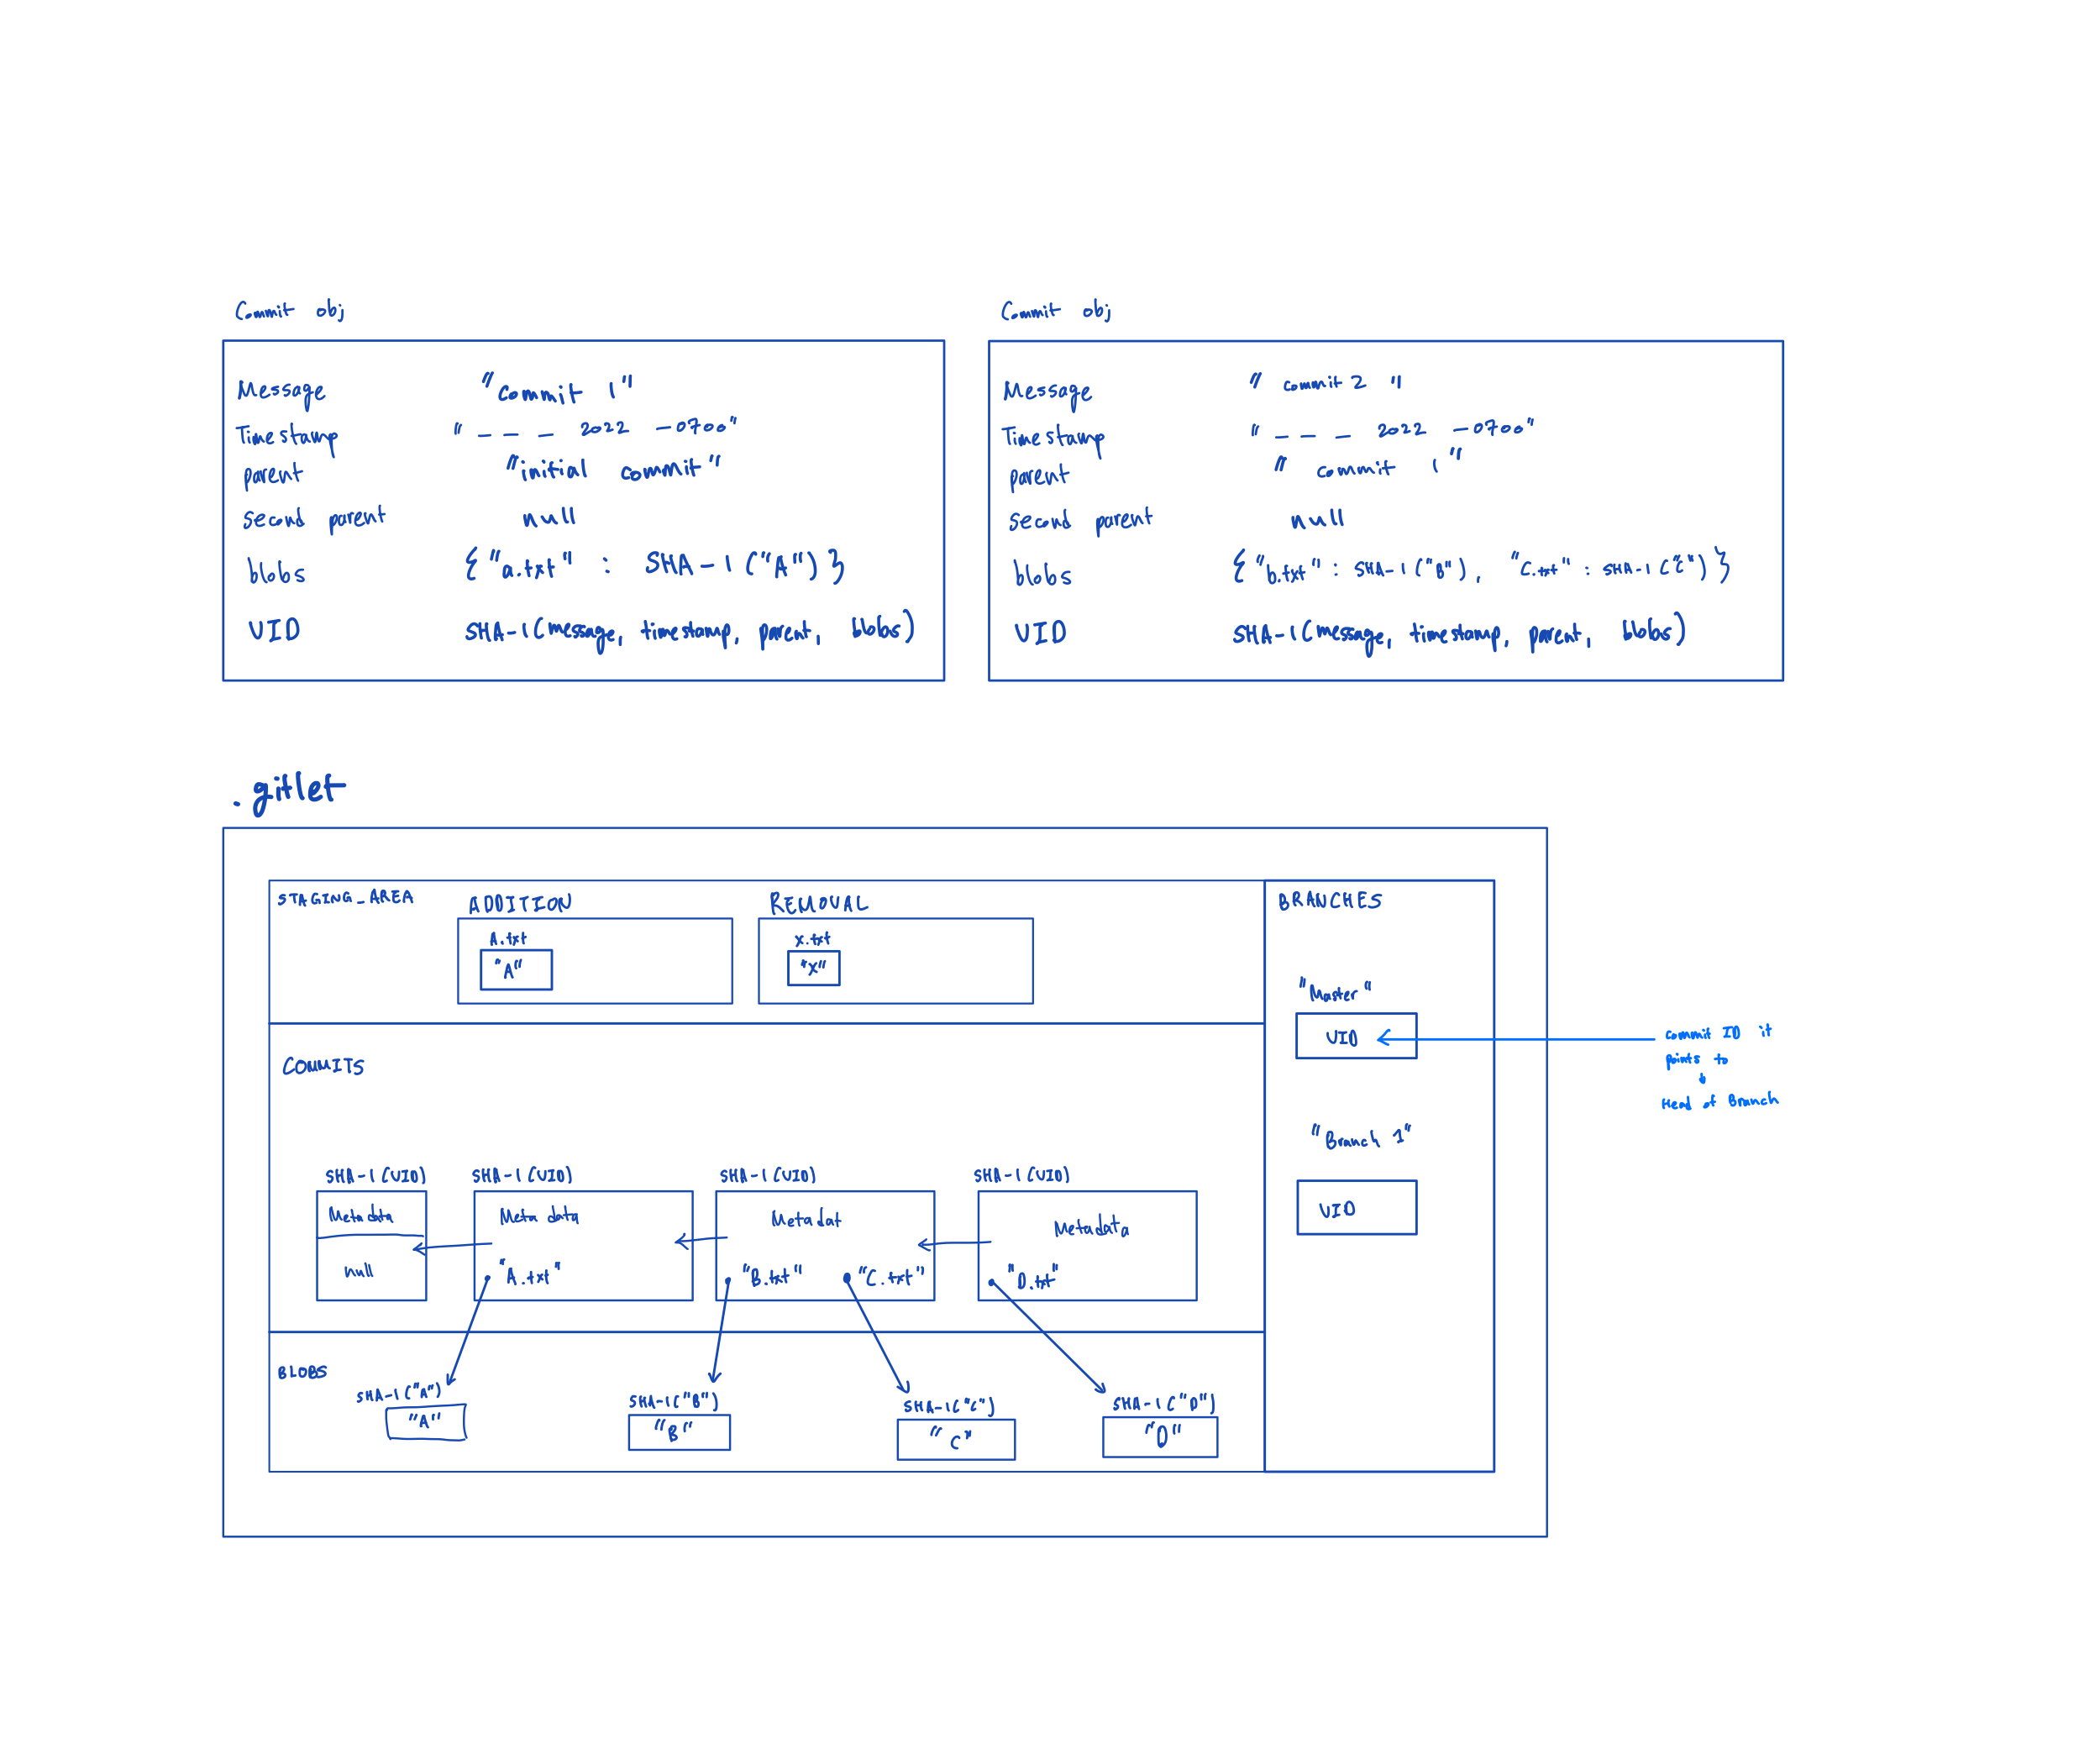 Commit obj
Message "Commit 1"
Timestamp "_ _ _ 2022 -0700"
parent "initial commit"
Second parent null
blobs {"a.txt" : SHA-1("A")}
UID SHA-1(message, timestamp, parent, blobs)
Commit obj
Message "commit 2"
Timestamp "_ _ _ 2022 -0700"
parent "commit 1"
Second parent null
blobs {"b.txt" : SHA-1("B"), "C.txt" : SHA-1("C")}
UID SHA-1(message, timestamp, parent, blobs)
.gitlet
STAGING_AREA ADDITION REMOVAL
A.txt x.txt
"A" "X"
BRANCHES
"Master"
UID
commit ID it
points to
Head of Branch
"Branch 1"
UID
COMMITS
SHA-1(UID) SHA-1(UID) SHA-1(UID) SHA-1(UID)
Metadata Meta data Metadat Metadata
null "A.txt" "B.txt" "C.txt" "D.txt"
BLOBS
SHA-1("A") SHA-1("B") SHA-1("C") SHA-1("D")
"A" "B" "C" "D"